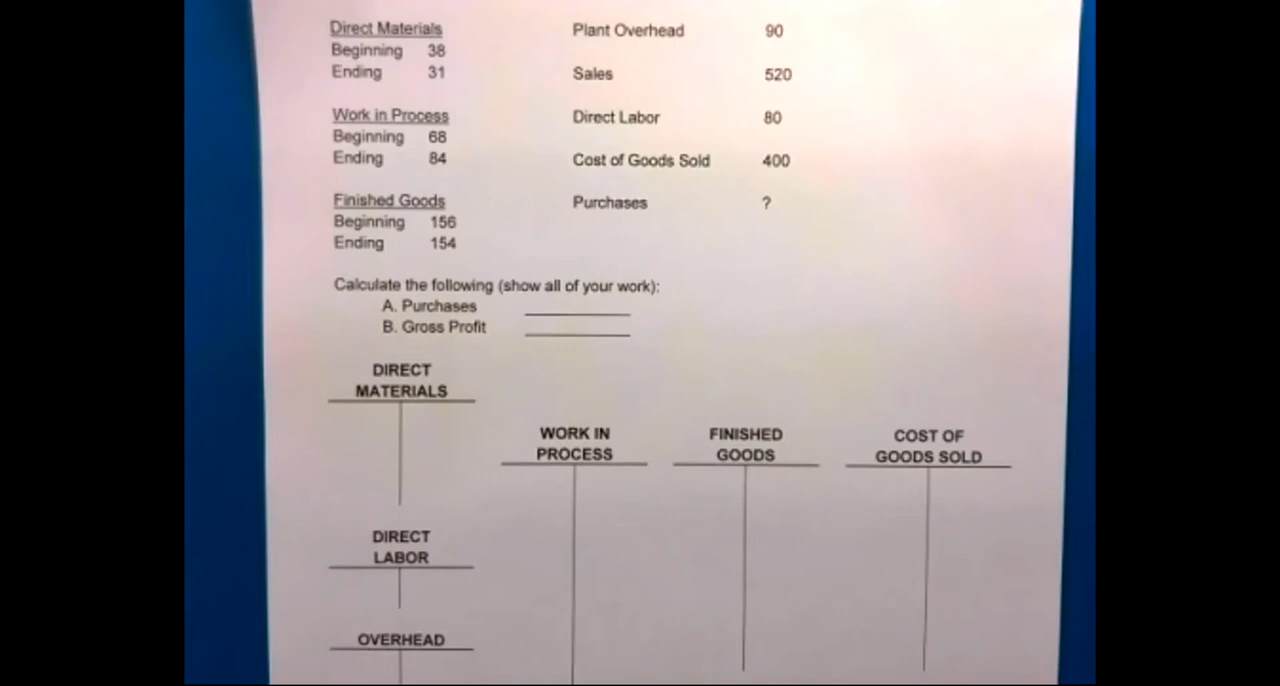 Direct Materials
Beginning 38
Ending 31
Work in Process
Beginning 68
Ending 84
Finished Goods
Beginning 156
Ending 154
Plant Overhead 90
Sales 520
Direct Labor 80
Cost of Goods Sold 400
Purchases ?
Calculate the following (show all of your work):
A. Purchases
B. Gross Profit
DIRECT
MATERIALS
WORK IN
PROCESS
FINISHED
GOODS
COST OF
GOODS SOLD
DIRECT
LABOR
OVERHEAD